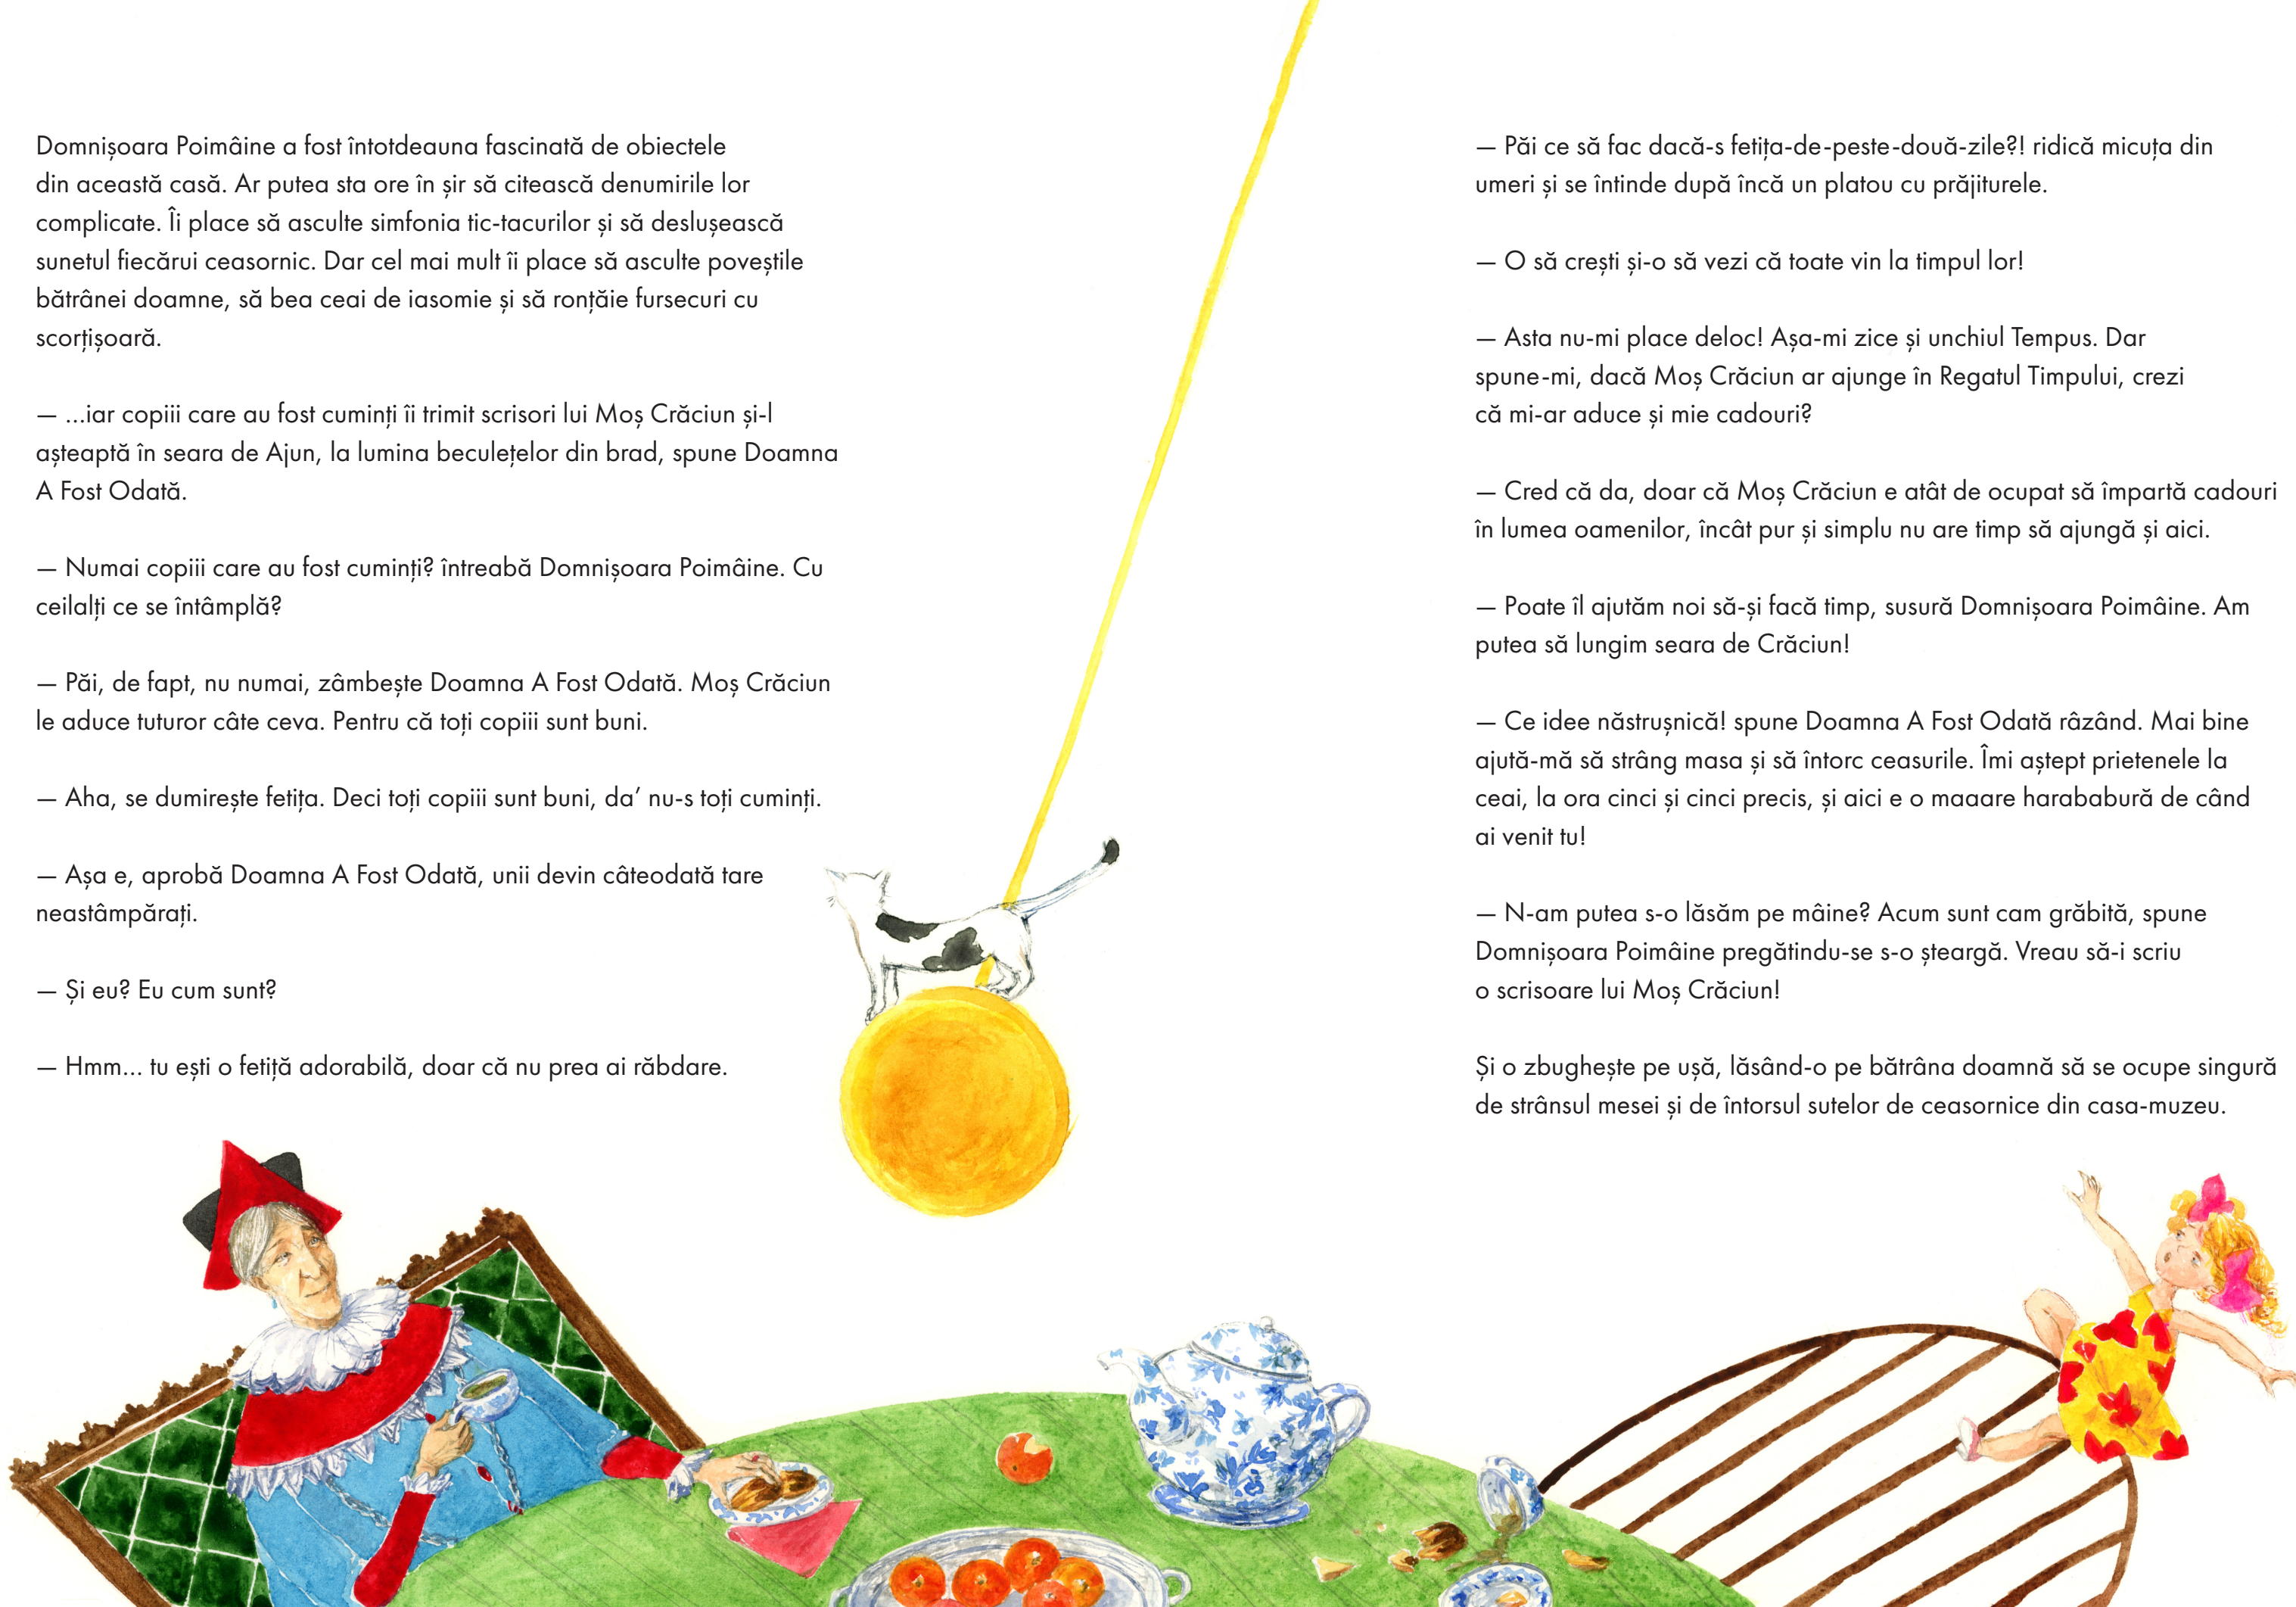 Domnișoara Poimâine a fost întotdeauna fascinată de obiectele
din această casă. Ar putea sta ore în șir să citească denumirile lor
complicate. Îi place să asculte simfonia tic-tacurilor și să deslușească
sunetul fiecărui ceasornic. Dar cel mai mult îi place să asculte poveștile
bătrânei doamne, să bea ceai de iasomie și să ronțăie fursecuri cu
scorțișoară.
— ...iar copiii care au fost cuminți îi trimit scrisori lui Moș Crăciun și-l
așteaptă în seara de Ajun, la lumina beculețelor din brad, spune Doamna
A Fost Odată.
— Numai copiii care au fost cuminți? întreabă Domnișoara Poimâine. Cu
ceilalți ce se întâmplă?
— Păi, de fapt, nu numai, zâmbește Doamna A Fost Odată. Moș Crăciun
le aduce tuturor câte ceva. Pentru că toți copiii sunt buni.
— Aha, se dumirește fetița. Deci toți copiii sunt buni, da’ nu-s toți cuminți.
— Așa e, aprobă Doamna A Fost Odată, unii devin câteodată tare
neastâmpărați.
— Și eu? Eu cum sunt?
— Hmm... tu ești o fetiță adorabilă, doar că nu prea ai răbdare.
— Păi ce să fac dacă-s fetița-de-peste-două-zile?! ridică micuța din
umeri și se întinde după încă un platou cu prăjiturele.
— O să crești și-o să vezi că toate vin la timpul lor!
— Asta nu-mi place deloc! Așa-mi zice și unchiul Tempus. Dar
spune-mi, dacă Moș Crăciun ar ajunge în Regatul Timpului, crezi
că mi-ar aduce și mie cadouri?
— Cred că da, doar că Moș Crăciun e atât de ocupat să împartă cadouri
în lumea oamenilor, încât pur și simplu nu are timp să ajungă și aici.
— Poate îl ajutăm noi să-și facă timp, susură Domnișoara Poimâine. Am
putea să lungim seara de Crăciun!
— Ce idee năstrușnică! spune Doamna A Fost Odată râzând. Mai bine
ajută-mă să strâng masa și să întorc ceasurile. Îmi aștept prietenele la
ceai, la ora cinci și cinci precis, și aici e o maaare harababură de când
ai venit tu!
— N-am putea s-o lăsăm pe mâine? Acum sunt cam grăbită, spune
Domnișoara Poimâine pregătindu-se s-o șteargă. Vreau să-i scriu
o scrisoare lui Moș Crăciun!
Și o zbughește pe ușă, lăsând-o pe bătrâna doamnă să se ocupe singură
de strânsul mesei și de întorsul sutelor de ceasornice din casa-muzeu.